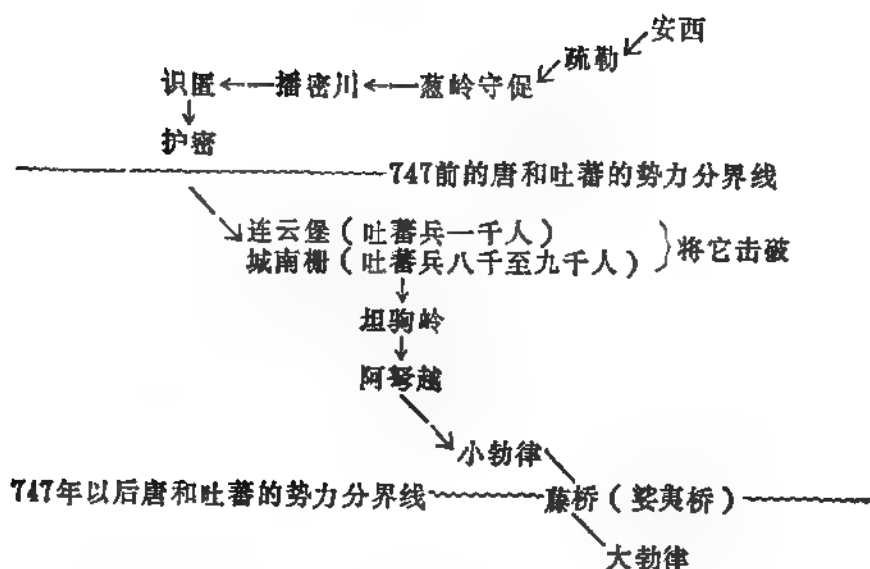 安西
疏勒
识匿←播密川←葱岭守促
护密
747前的唐和吐蕃的势力分界线
连云堡(吐蕃兵一千人)
城南栅(吐蕃兵八千至九千人)
}将它击破
坦驹岭
阿弩越
小勃律
747年以后唐和吐蕃的势力分界线
藤桥(娑夷桥)
大勃律